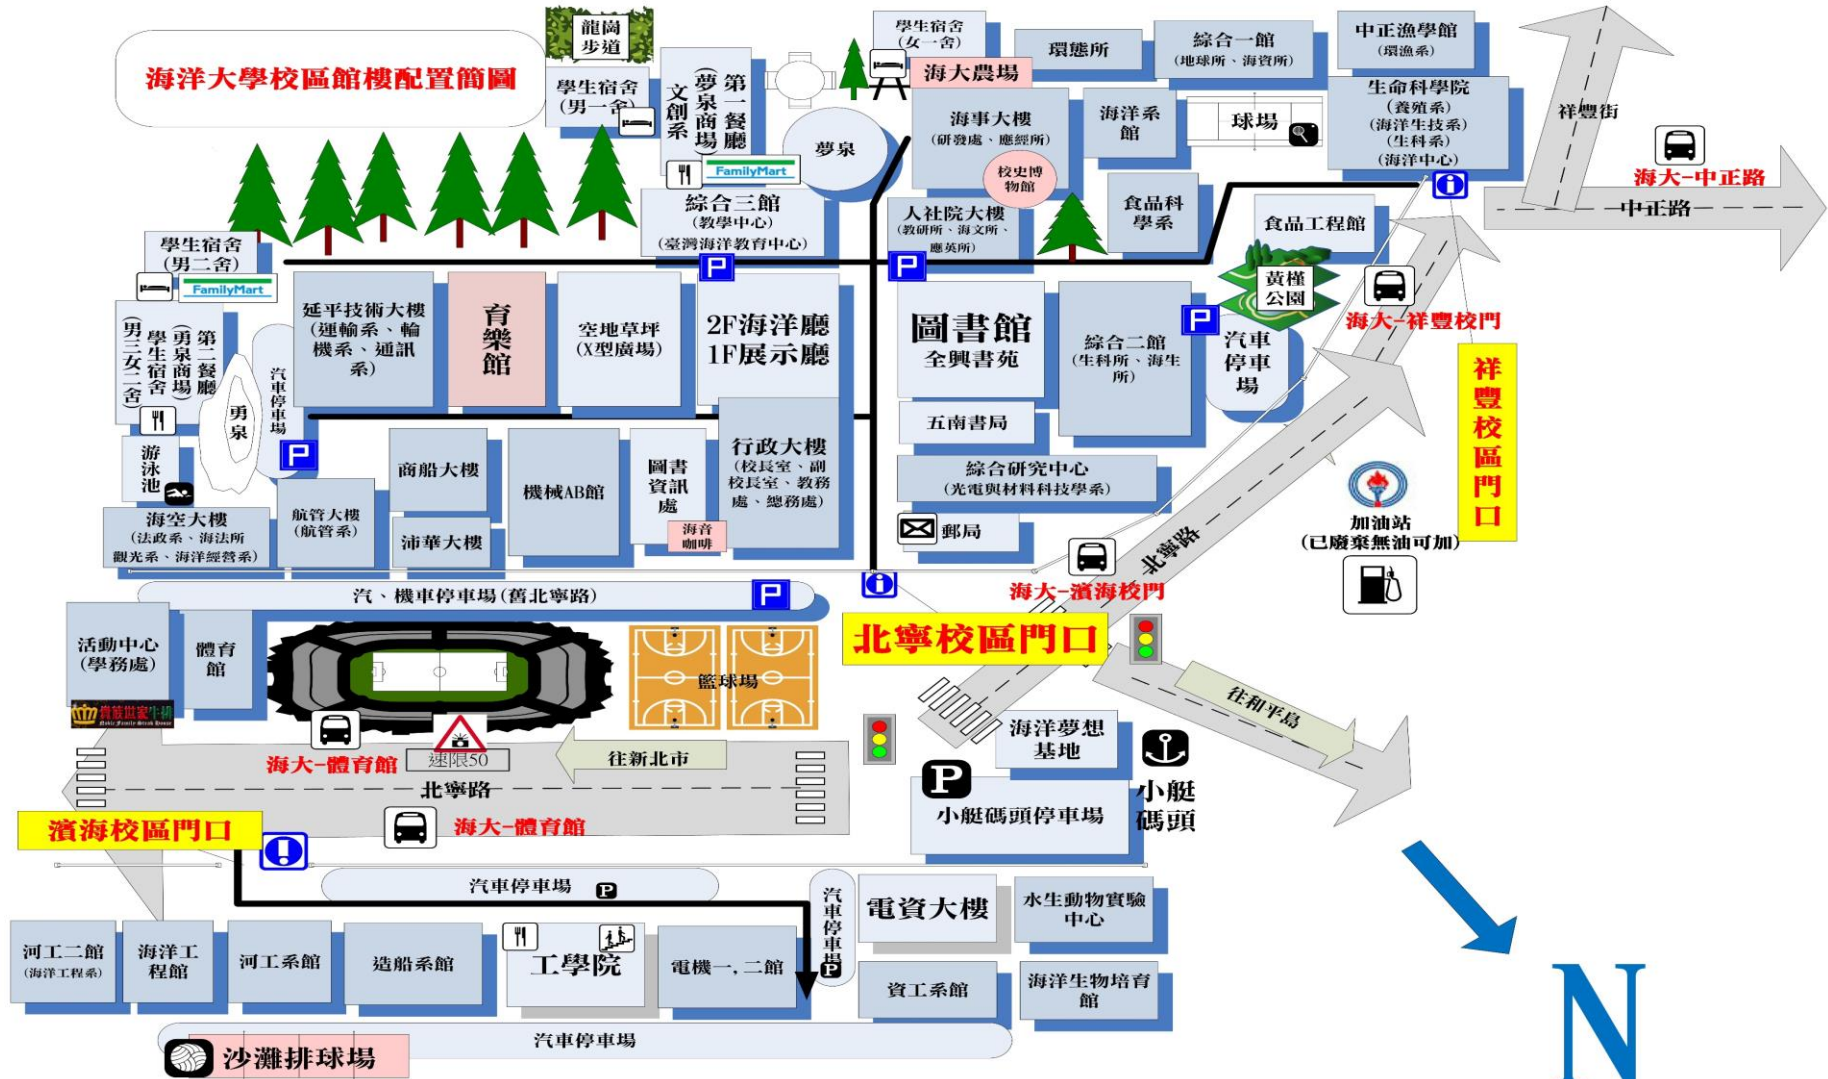 海洋大學校區館樓配置簡圖
龍崗
步道
學生宿舍
(男一舍)
第一餐廳
(夢泉商場)
文創系
FamilyMart
夢泉
學生宿舍
(女一舍)
海大農場
環態所
綜合一館
(地球所、海資所)
中正漁學館
(環漁系)
生命科學院
(養殖系)
(海洋生技系)
(生科系)
(海洋中心)
海事大樓
(研發處、應經所)
校史博
物館
海洋系
館
球場
祥豐街
海大-中正路
中正路
綜合三館
(教學中心)
(臺灣海洋教育中心)
人社院大樓
(教研所、海文所、
應英所)
食品科
學系
食品工程館
學生宿舍
(男二舍)
FamilyMart
P
P
黃槿
公園
海大-祥豐校門
第二餐廳
(勇泉商場)
學生宿舍
(男三女二舍)
勇泉
汽車停車場
P
延平技術大樓
(運輸系、輪
機系、通訊
系)
育
樂
館
空地草坪
(X型廣場)
2F海洋廳
1F展示廳
圖書館
全興書苑
綜合二館
(生科所、海生
所)
P
汽車
停車
場
祥豐校區門口
五南書局
游
泳
池
商船大樓
機械AB館
圖書
資訊
處
海音
咖啡
行政大樓
(校長室、副
校長室、教務
處、總務處)
綜合研究中心
(光電與材料科技學系)
郵局
海空大樓
(法政系、海法所
觀光系、海洋經營系)
航管大樓
(航管系)
沛華大樓
加油站
(已廢棄無油可加)
北寧路
海大-濱海校門
汽、機車停車場(舊北寧路)
P
北寧校區門口
活動中心
(學務處)
貴族世家牛排
Noble Family Steak House
體育
館
籃球場
往和平島
海大-體育館
速限50
往新北市
北寧路
海大-體育館
海洋夢想
基地
P
小艇碼頭停車場
小艇
碼頭
濱海校區門口
汽車停車場
P
汽車停車場
P
電資大樓
水生動物實驗
中心
河工二館
(海洋工程系)
海洋工
程館
河工系館
造船系館
工學院
電機一,二館
資工系館
海洋生物培育
館
汽車停車場
沙灘排球場
N